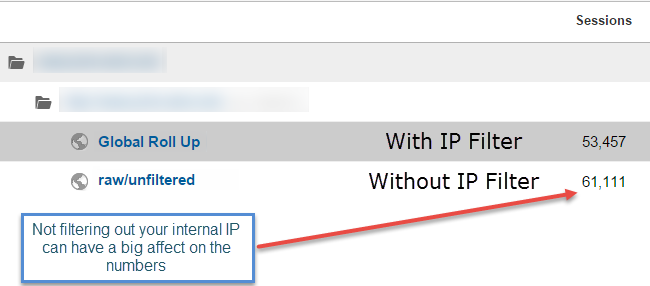 Sessions
Global Roll Up With IP Filter 53,457
raw/unfiltered Without IP Filter 61,111
Not filtering out your internal IP
can have a big affect on the
numbers